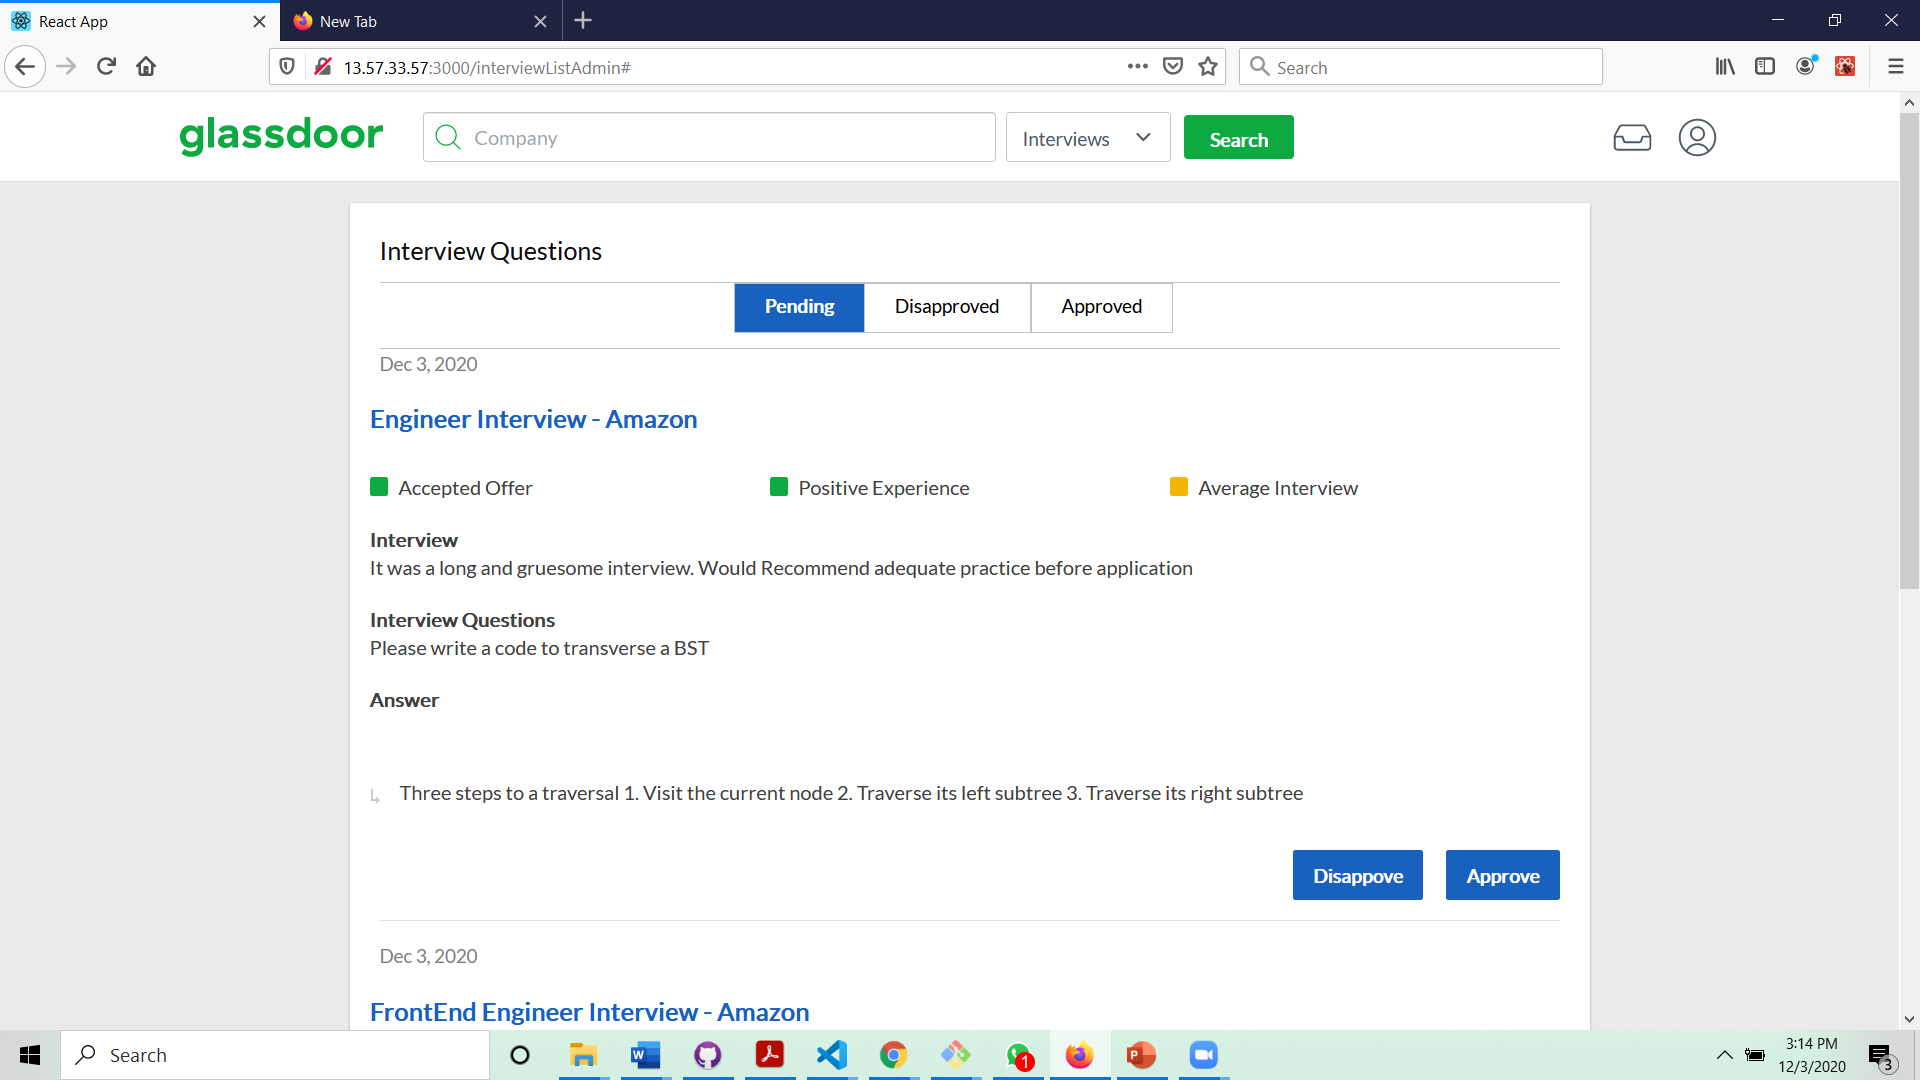 React App
New Tab
13.57.33.57:3000/interviewListAdmin#
Search
glassdoor
Company
Interviews
Search
Interview Questions
Pending
Disapproved
Approved
Dec 3, 2020
Engineer Interview - Amazon
Accepted Offer
Positive Experience
Average Interview
Interview
It was a long and gruesome interview. Would Recommend adequate practice before application
Interview Questions
Please write a code to transverse a BST
Answer
Three steps to a traversal 1. Visit the current node 2. Traverse its left subtree 3. Traverse its right subtree
Disappove
Approve
Dec 3, 2020
FrontEnd Engineer Interview - Amazon
Search
W
1
P
3:14 PM
12/3/2020
3